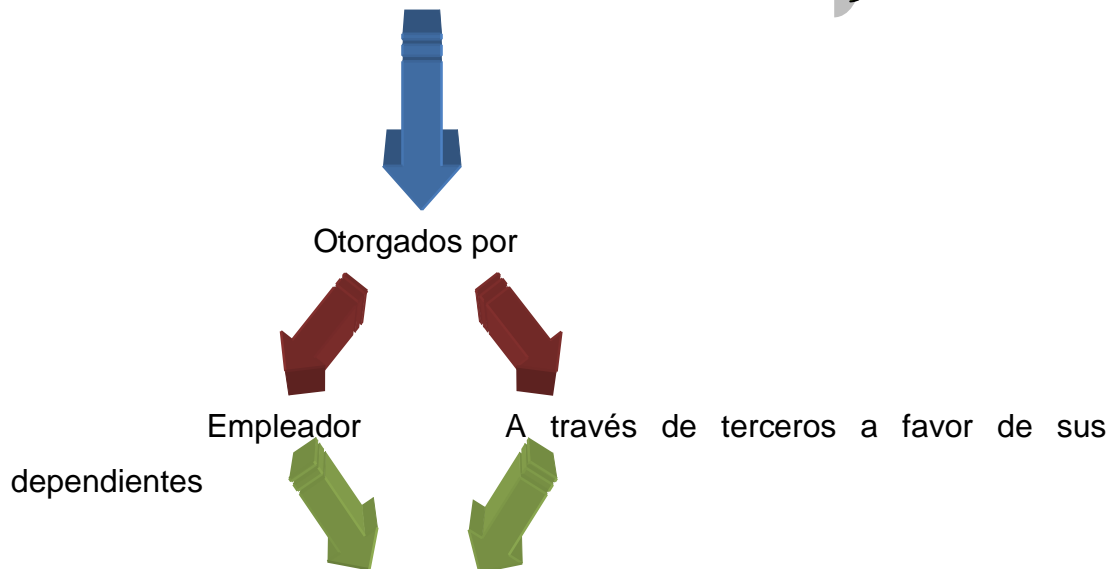 Otorgados por
Empleador A través de terceros a favor de sus
dependientes